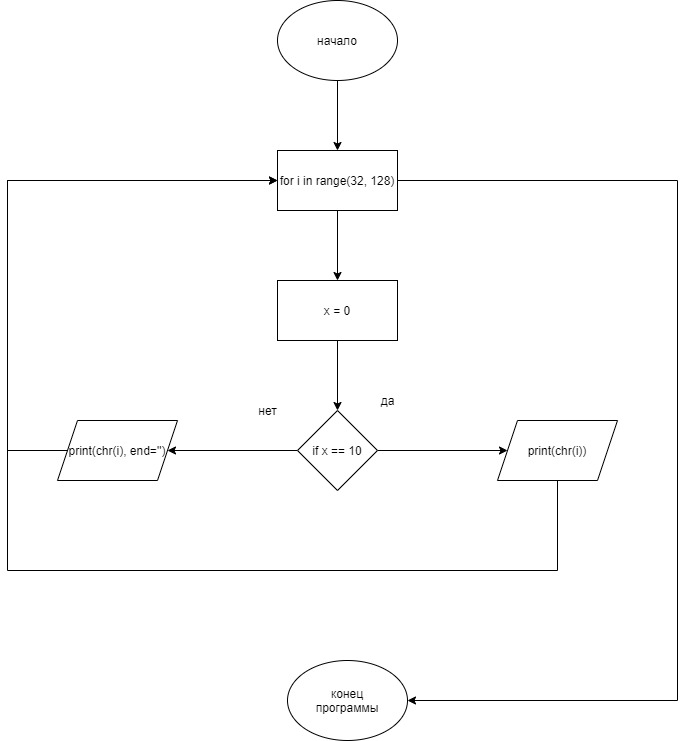 начало
for i in range(32, 128)
x = 0
нет
да
print(chr(i), end='')
if x == 10
print(chr(i))
конец
программы